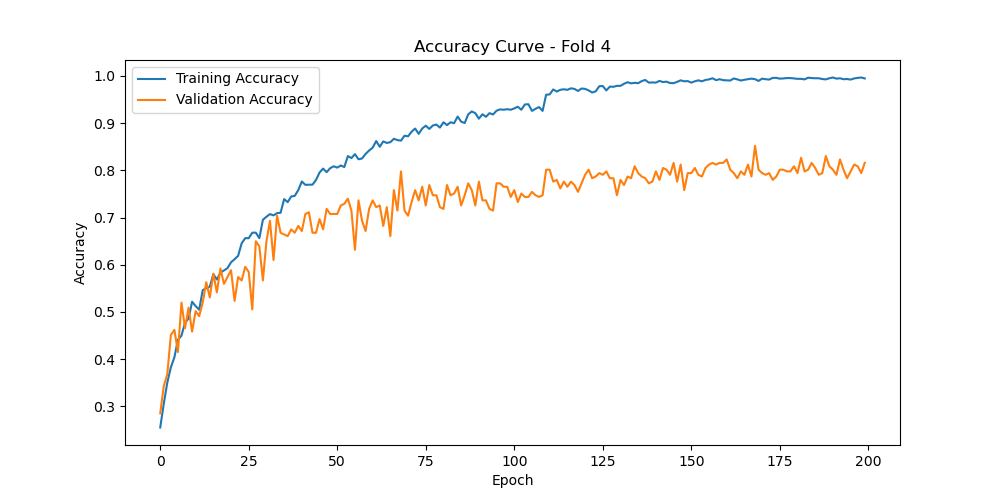 Accuracy Curve - Fold 4
Training Accuracy
Validation Accuracy
1.0
0.9
0.8
0.7
0.6
0.5
0.4
0.3
Accuracy
0 25 50 75 100 125 150 175 200
Epoch